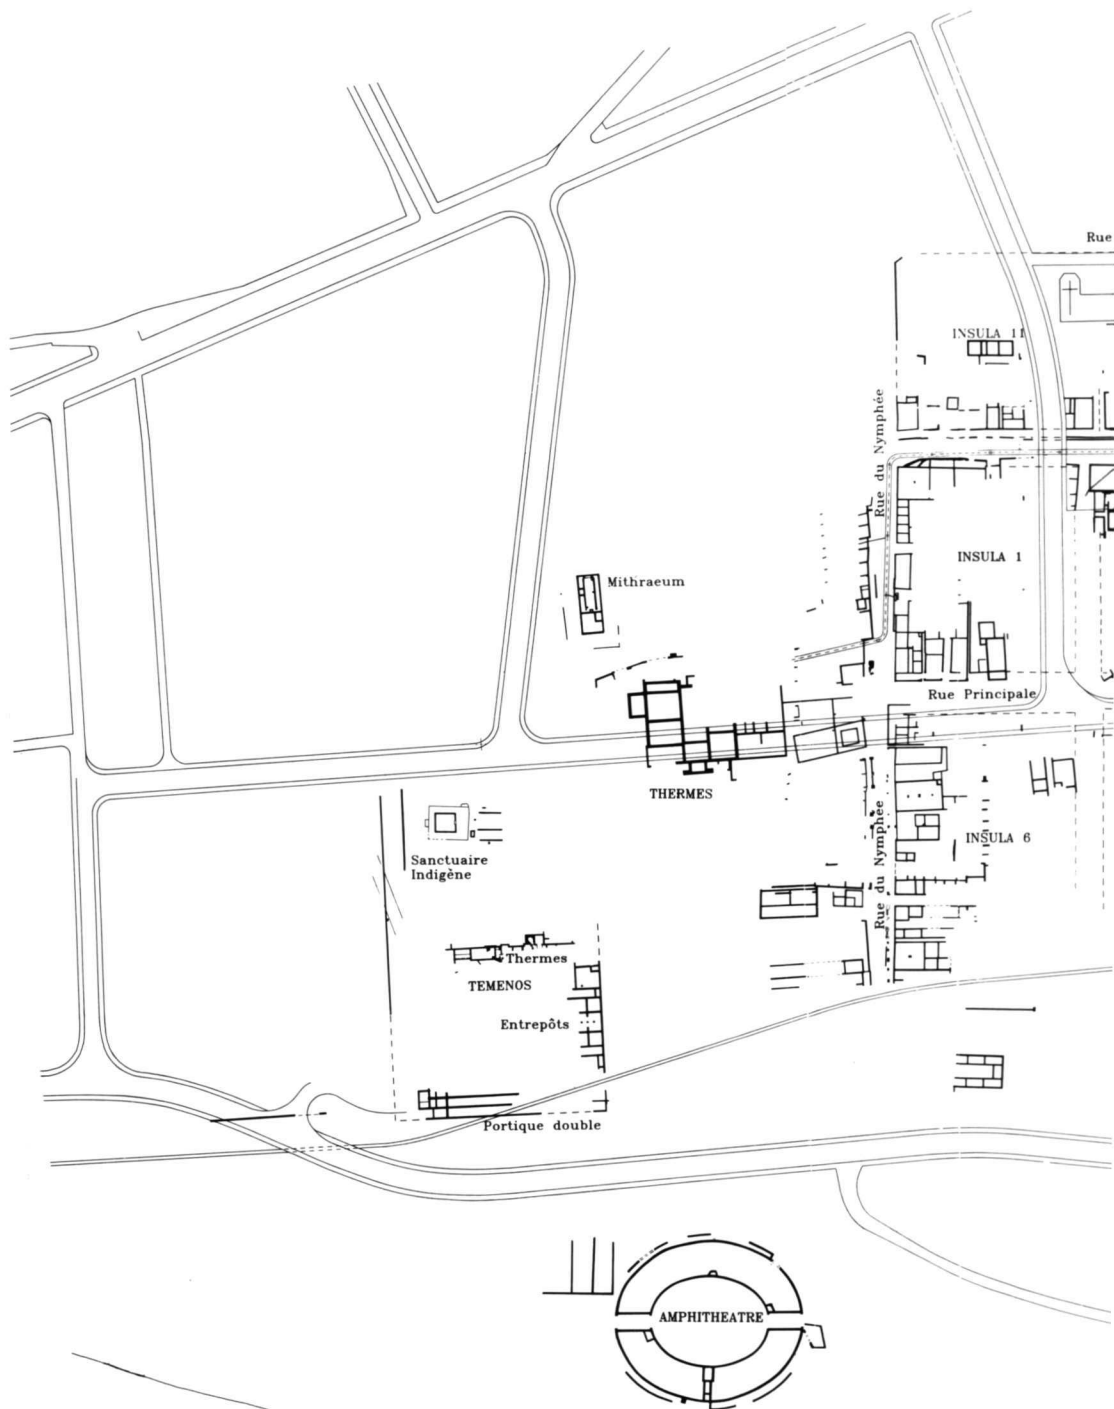 Rue
INSULA 11
Rue du Nymphée
INSULA 1
Mithraeum
Rue Principale
THERMES
Rue du Nymphée
INSULA 6
Sanctuaire
Indigène
Thermes
TEMENOS
Entrepôts
Portique double
AMPHITHEATRE